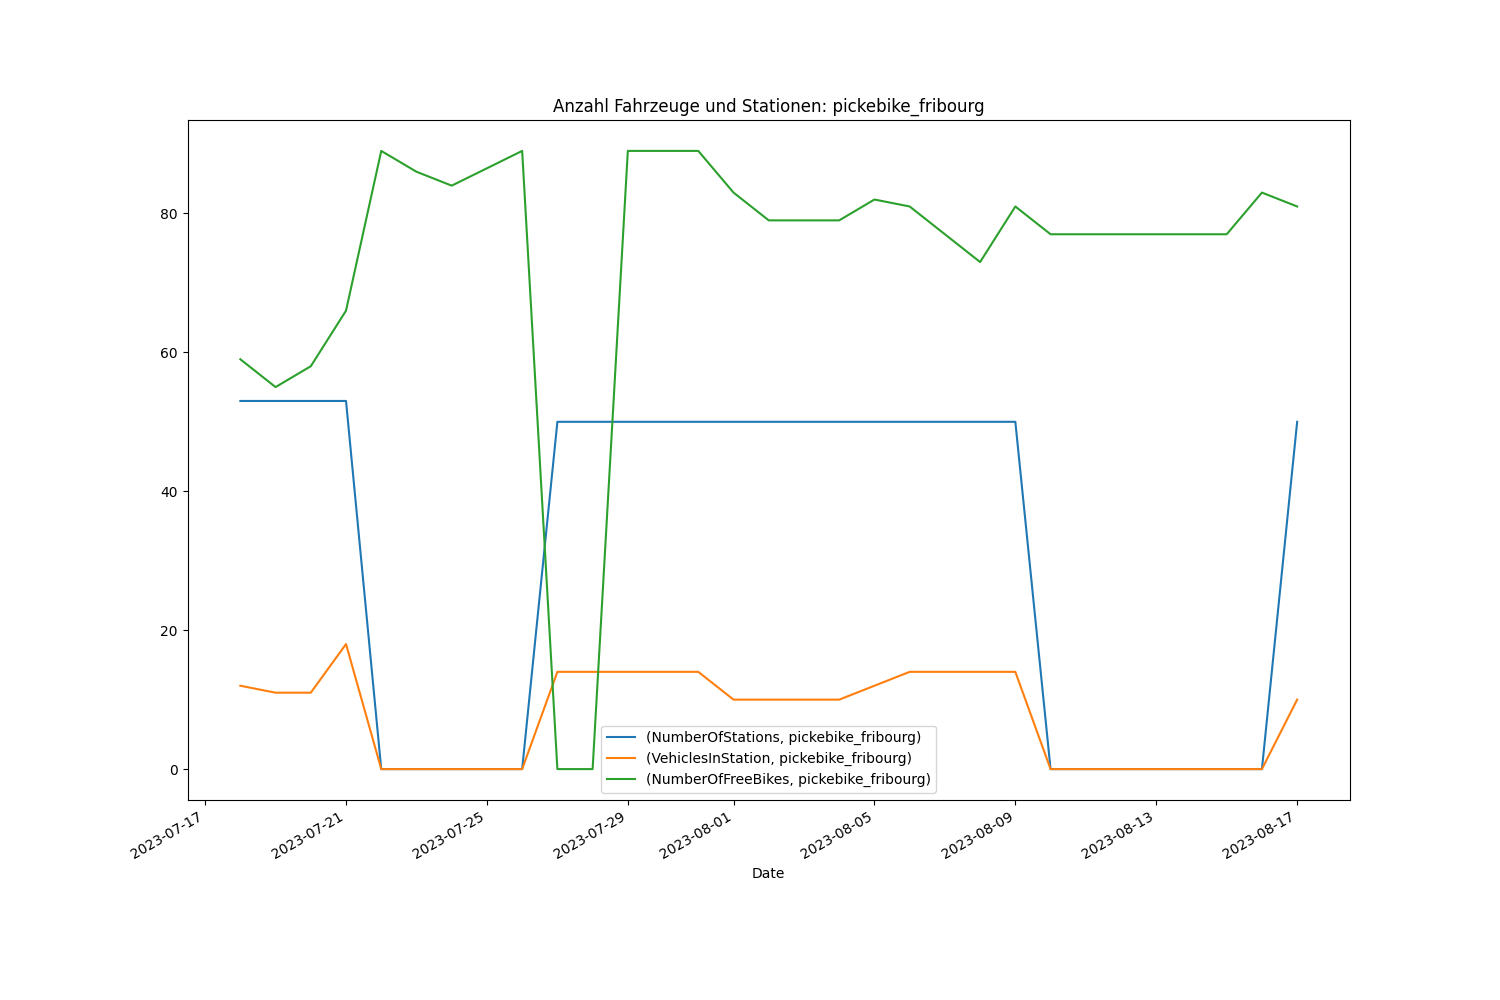 Anzahl Fahrzeuge und Stationen: pickebike_fribourg
80
60
40
20
0
(NumberOfStations, pickebike_fribourg)
(VehiclesInStation, pickebike_fribourg)
(NumberOfFreeBikes, pickebike_fribourg)
2023-07-17
2023-07-21
2023-07-25
2023-07-29
2023-08-01
2023-08-05
2023-08-09
2023-08-13
2023-08-17
Date